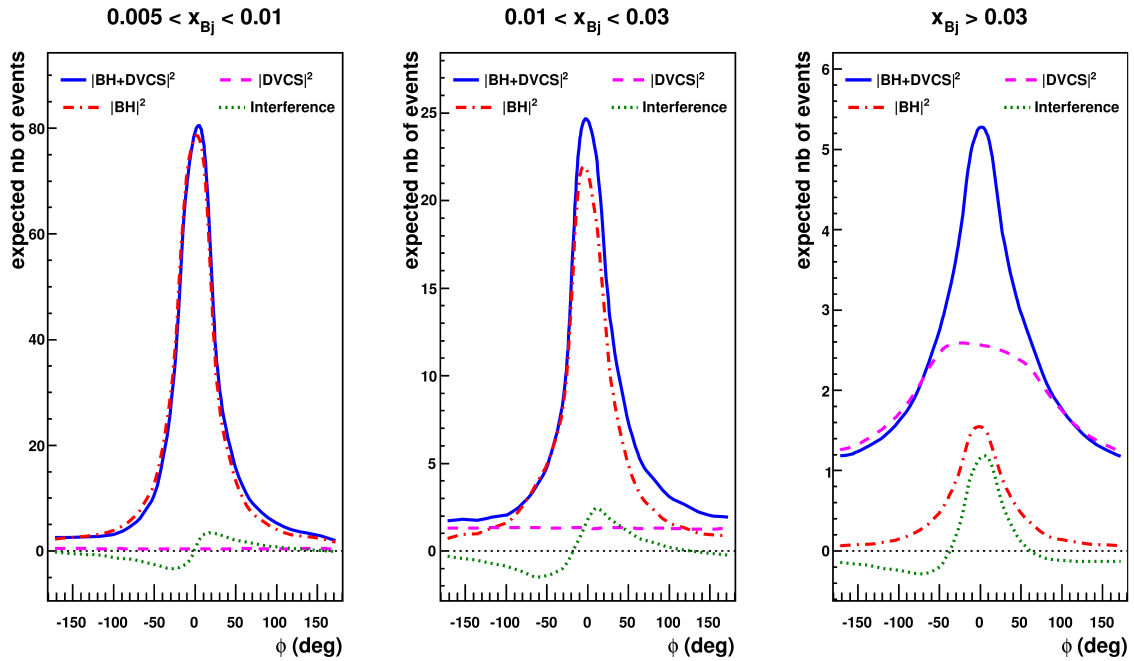 0.005 < x_Bj < 0.01
expected nb of events
|BH+DVCS|²
|DVCS|²
|BH|²
Interference
80
60
40
20
0
-150 -100 -50 0 50 100 150
ϕ (deg)
0.01 < x_Bj < 0.03
expected nb of events
|BH+DVCS|²
|DVCS|²
|BH|²
Interference
25
20
15
10
5
0
-150 -100 -50 0 50 100 150
ϕ (deg)
x_Bj > 0.03
expected nb of events
|BH+DVCS|²
|DVCS|²
|BH|²
Interference
6
5
4
3
2
1
0
-150 -100 -50 0 50 100 150
ϕ (deg)